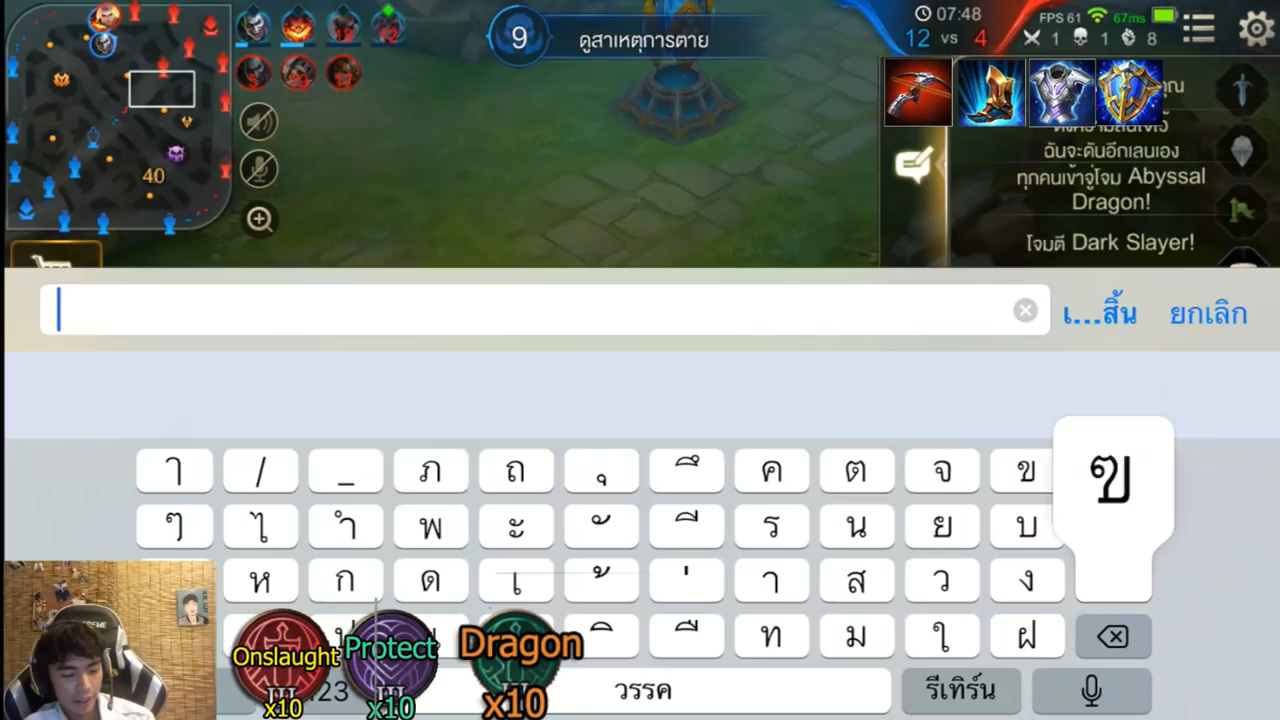 07:48
FPS 61
67ms
12 vs 4
1
1
8
9
ดูสาเหตุการตาย
40
ฉันจะดันอีกเลนเอง
ทุกคนเข้าจู่โจม Abyssal
Dragon!
โจมตี Dark Slayer!
เ...สิ้น
ยกเลิก
ๅ / _ ภ ถ ุ ึ ค ต จ ข ฃ
ๆ ไ ำ พ ะ ั ี ร น ย บ
ห ก ด เ ้ ่ า ส ว ง
ิ ื ท ม ใ ฝ
123
วรรค
รีเทิร์น
Onslaught
III
x10
Protect
III
x10
Dragon
x10